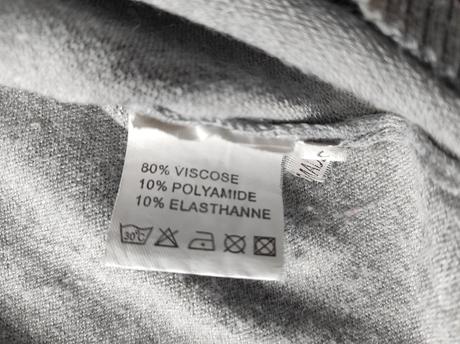 80% VISCOSE
10% POLYAMIDE
10% ELASTHANNE
30°C